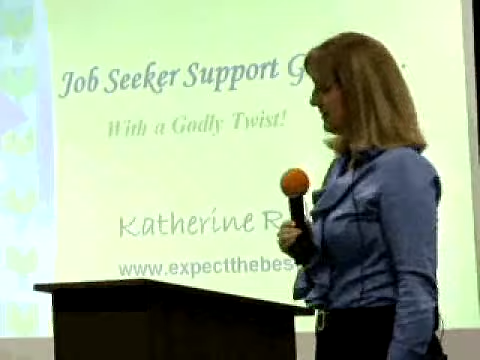 Job Seeker Support G
With a Godly Twist!
Katherine R
www.expectthebes